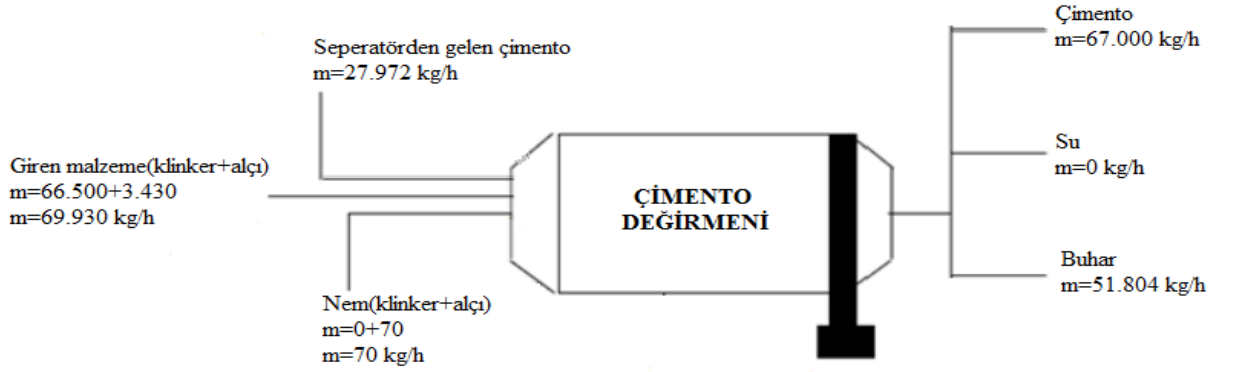 Seperatörden gelen çimento
m=27.972 kg/h
Giren malzeme(klinker+alçı)
m=66.500+3.430
m=69.930 kg/h
Nem(klinker+alçı)
m=0+70
m=70 kg/h
ÇİMENTO
DEĞİRMENİ
Çimento
m=67.000 kg/h
Su
m=0 kg/h
Buhar
m=51.804 kg/h